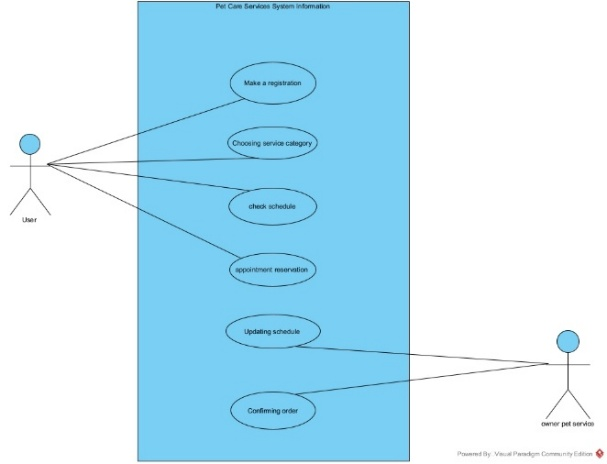 Pet Care Services System Information
Make a registration
Choosing service category
check schedule
User
appointment reservation
Updating schedule
Confirming order
owner pet service
Powered By: Visual Paradigm Community Edition